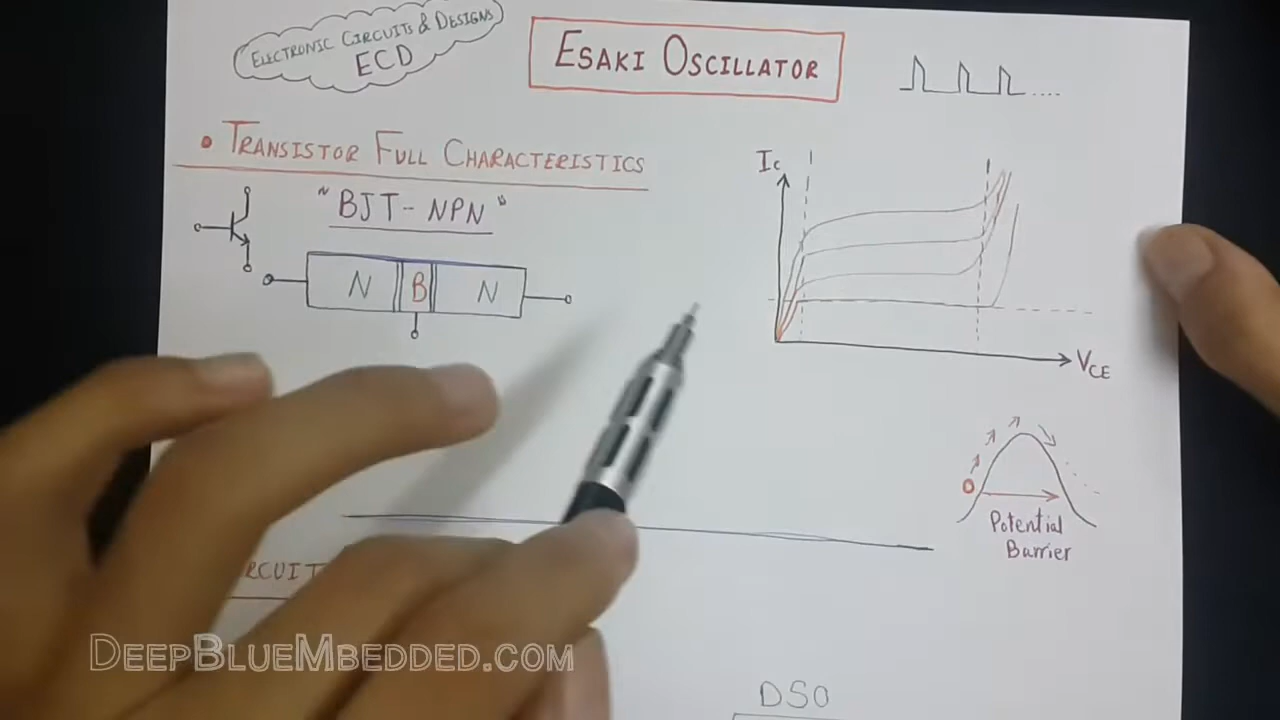 ELECTRONIC CIRCUITS & DESIGNS
ECD
ESAKI OSCILLATOR
• TRANSISTOR FULL CHARACTERISTICS
"BJT-NPN"
N B N
Ic
VCE
Potential
Barrier
DEEPBLUEMBEDDED.COM
DSO